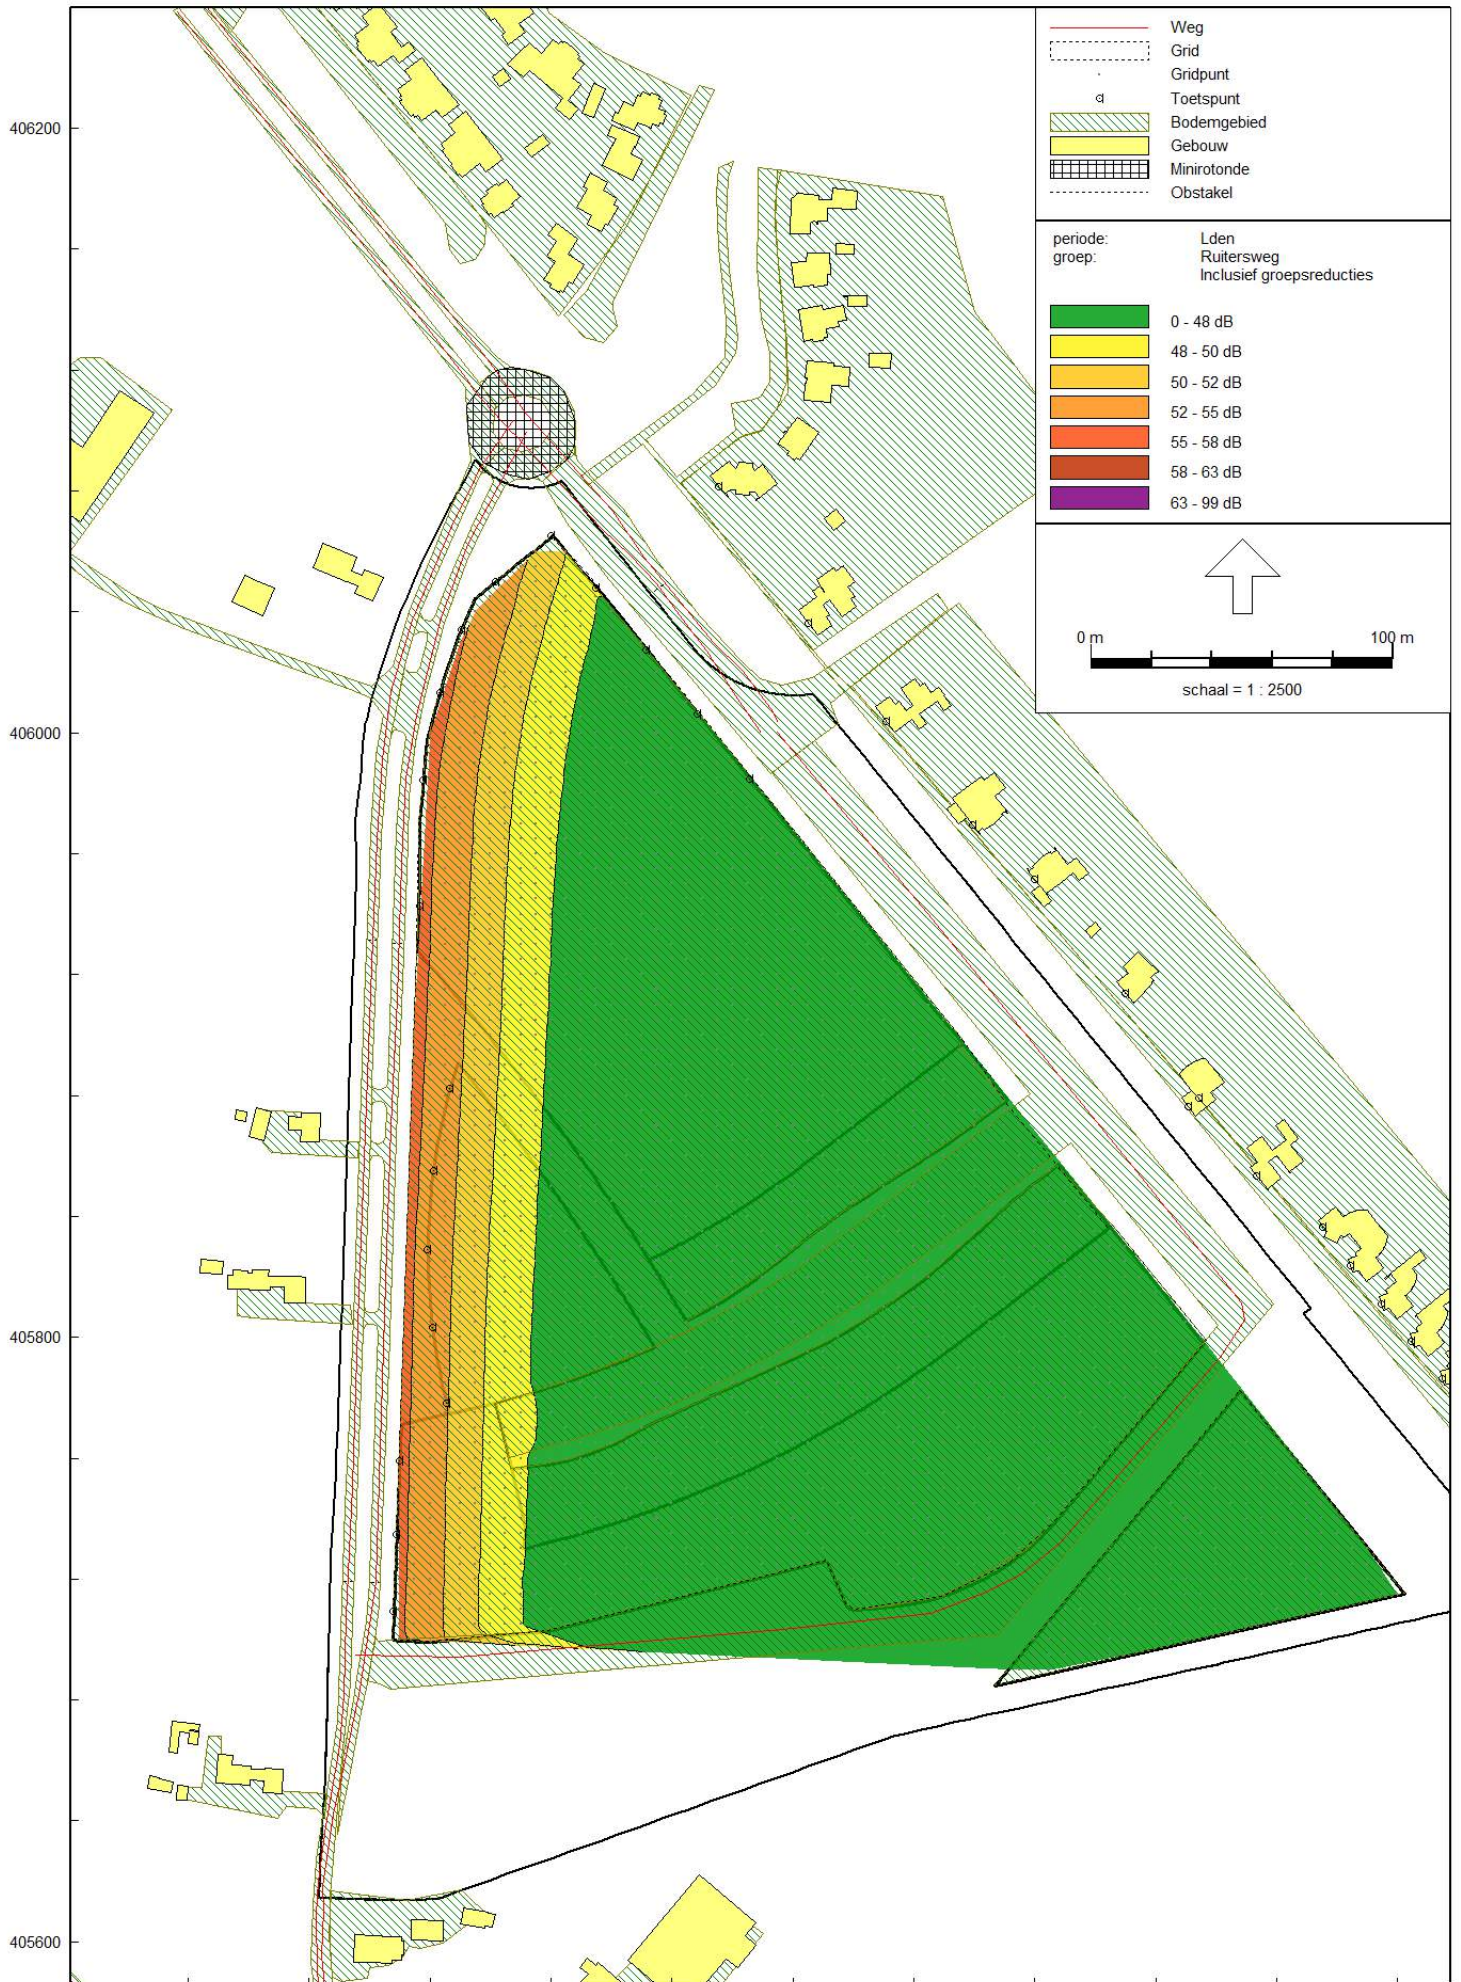 Weg
Grid
Gridpunt
Toetspunt
Bodemgebied
Gebouw
Minirotonde
Obstakel
periode: Lden
groep: Ruitersweg
Inclusief groepsreducties
0 - 48 dB
48 - 50 dB
50 - 52 dB
52 - 55 dB
55 - 58 dB
58 - 63 dB
63 - 99 dB
0 m 100 m
schaal = 1 : 2500
406200
406000
405800
405600